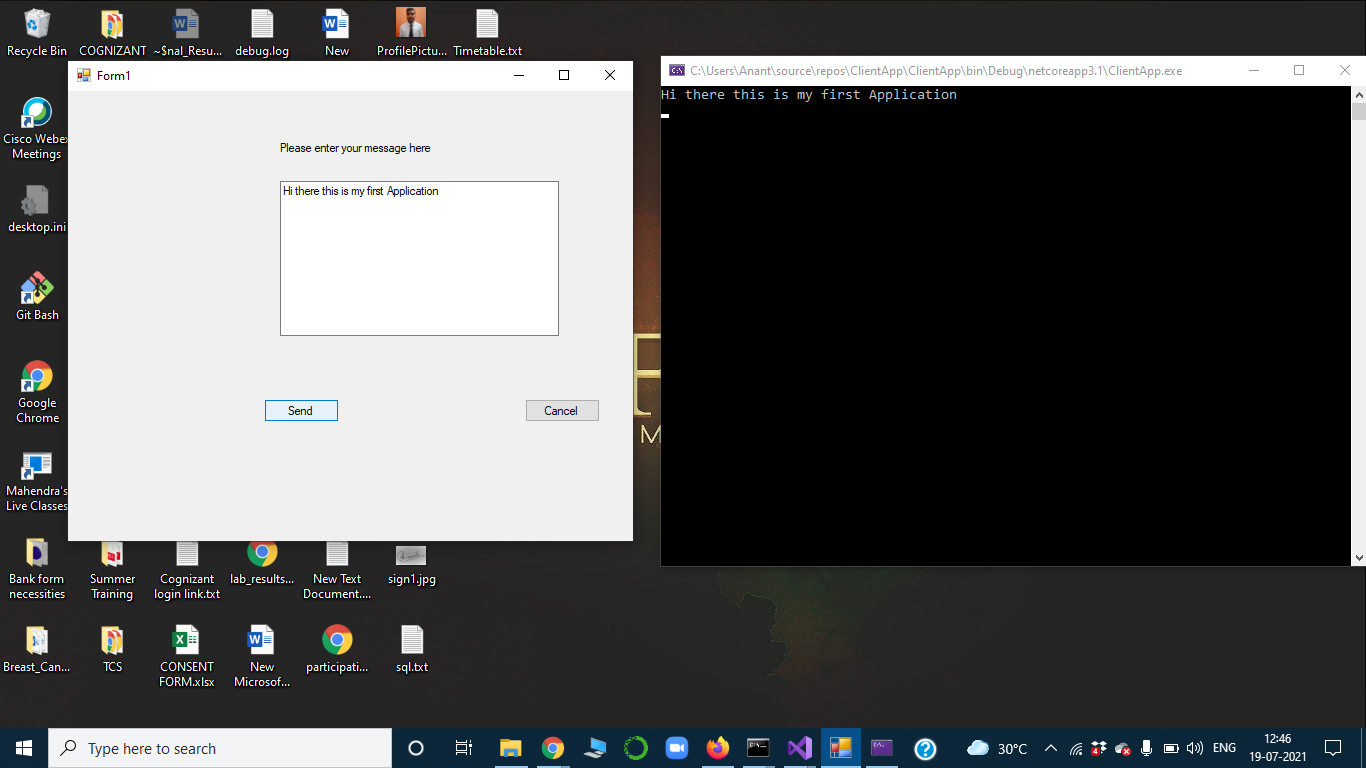 Recycle Bin
COGNIZANT
~$nal_Resu...
debug.log
New
ProfilePictu...
Timetable.txt
Form1
C:\Users\Anant\source\repos\ClientApp\ClientApp\bin\Debug\netcoreapp3.1\ClientApp.exe
Hi there this is my first Application
Please enter your message here
Hi there this is my first Application
Send
Cancel
Cisco Webex
Meetings
desktop.ini
Git Bash
Google
Chrome
Mahendra's
Live Classes
M
Bank form
necessities
Summer
Training
Cognizant
login link.txt
lab_results...
New Text
Document....
sign1.jpg
Breast_Can...
TCS
CONSENT
FORM.xlsx
New
Microsof...
participati...
sql.txt
Type here to search
30°C
ENG
12:46
19-07-2021